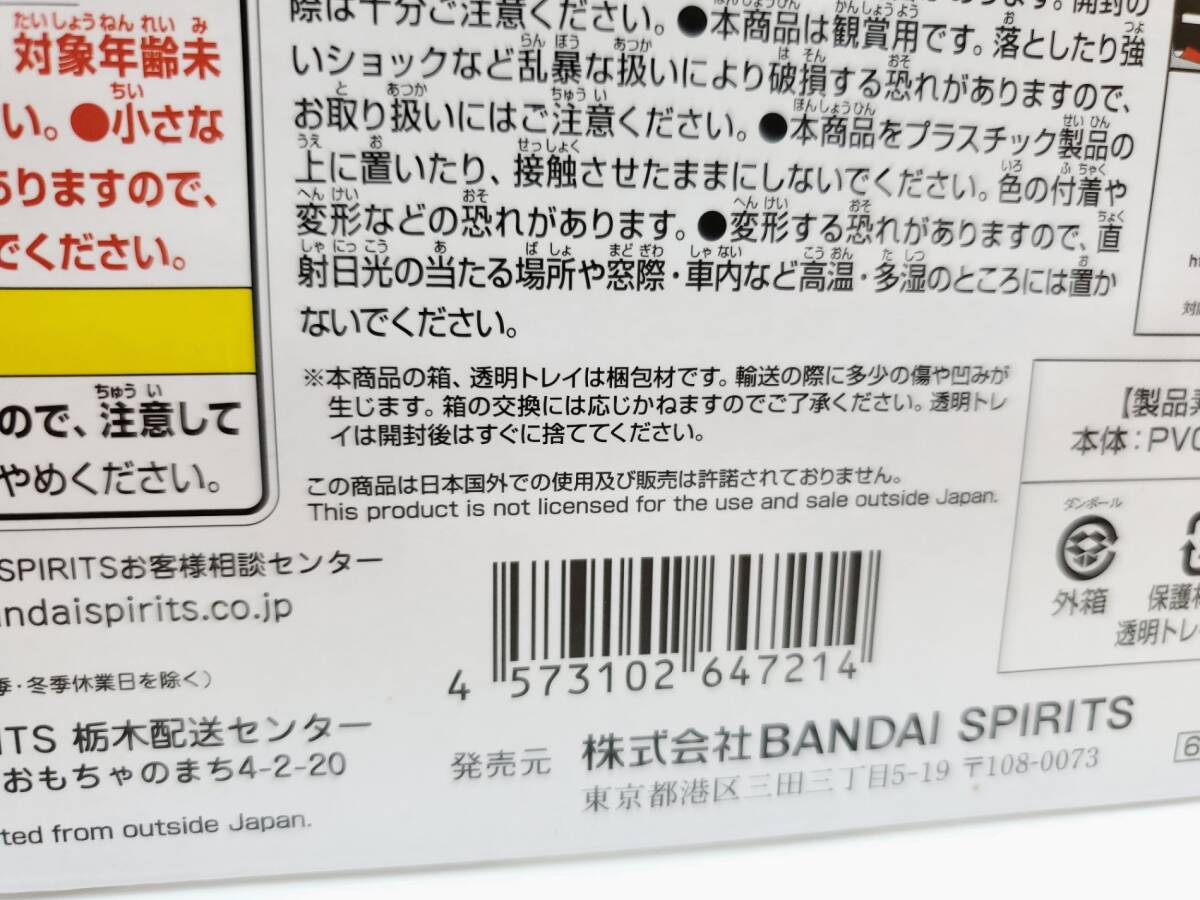 対象年齢未
い。●小さな
ありますので、
でください。
ので、注意して
やめください。
際は十分ご注意ください。●本商品は観賞用です。落としたり強
いショックなど乱暴な扱いにより破損する恐れがありますので、
お取り扱いにはご注意ください。●本商品をプラスチック製品の
上に置いたり、接触させたままにしないでください。色の付着や
変形などの恐れがあります。●変形する恐れがありますので、直
射日光の当たる場所や窓際・車内など高温・多湿のところには置か
ないでください。
※本商品の箱、透明トレイは梱包材です。輸送の際に多少の傷や凹みが
生じます。箱の交換には応じかねますのでご了承ください。透明トレ
イは開封後はすぐに捨ててください。
この商品は日本国外での使用及び販売は許諾されておりません。
This product is not licensed for the use and sale outside Japan.
SPIRITSお客様相談センター
andaispirits.co.jp
季・冬季休業日を除く)
ITS 栃木配送センター
おもちゃのまち4-2-20
ted from outside Japan.
4 573102 647214
発売元 株式会社BANDAI SPIRITS
東京都港区三田三丁目5-19 〒108-0073
【製品素
本体:PVC
ダンボール
外箱
保護材
透明トレ